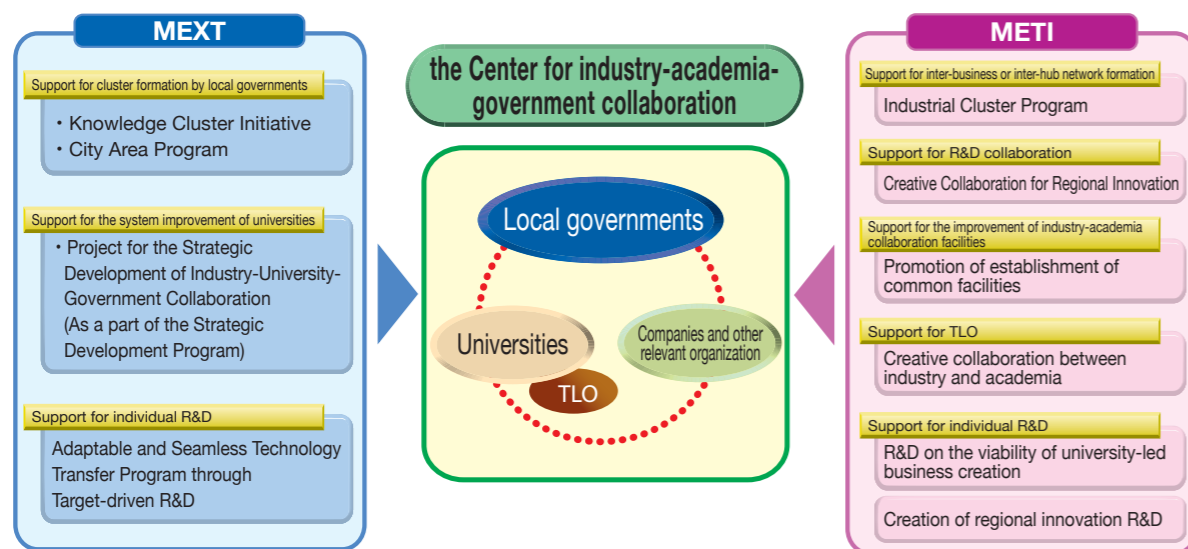 MEXT
Support for cluster formation by local governments
・Knowledge Cluster Initiative
・City Area Program
Support for the system improvement of universities
・Project for the Strategic
Development of Industry-University-
Government Collaboration
(As a part of the Strategic
Development Program)
Support for individual R&D
Adaptable and Seamless Technology
Transfer Program through
Target-driven R&D
the Center for industry-academia-
government collaboration
Local governments
Universities
TLO
Companies and other
relevant organization
METI
Support for inter-business or inter-hub network formation
Industrial Cluster Program
Support for R&D collaboration
Creative Collaboration for Regional Innovation
Support for the improvement of industry-academia
collaboration facilities
Promotion of establishment of
common facilities
Support for TLO
Creative collaboration between
industry and academia
Support for individual R&D
R&D on the viability of university-led
business creation
Creation of regional innovation R&D